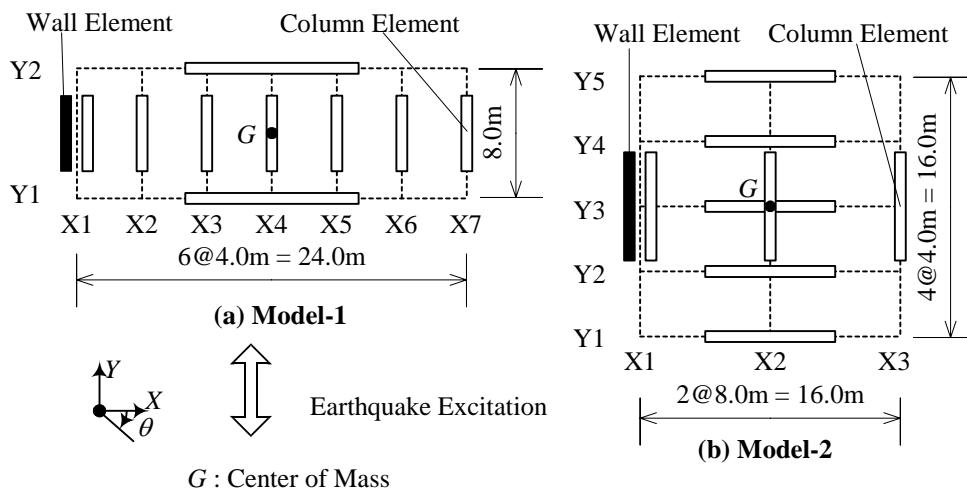 Wall Element
Column Element
Y2
G
8.0m
Y1
X1 X2 X3 X4 X5 X6 X7
6@4.0m = 24.0m
(a) Model-1
Y
X
θ
Earthquake Excitation
G : Center of Mass
Wall Element
Column Element
Y5
Y4
G
Y3
Y2
Y1
4@4.0m = 16.0m
X1 X2 X3
2@8.0m = 16.0m
(b) Model-2